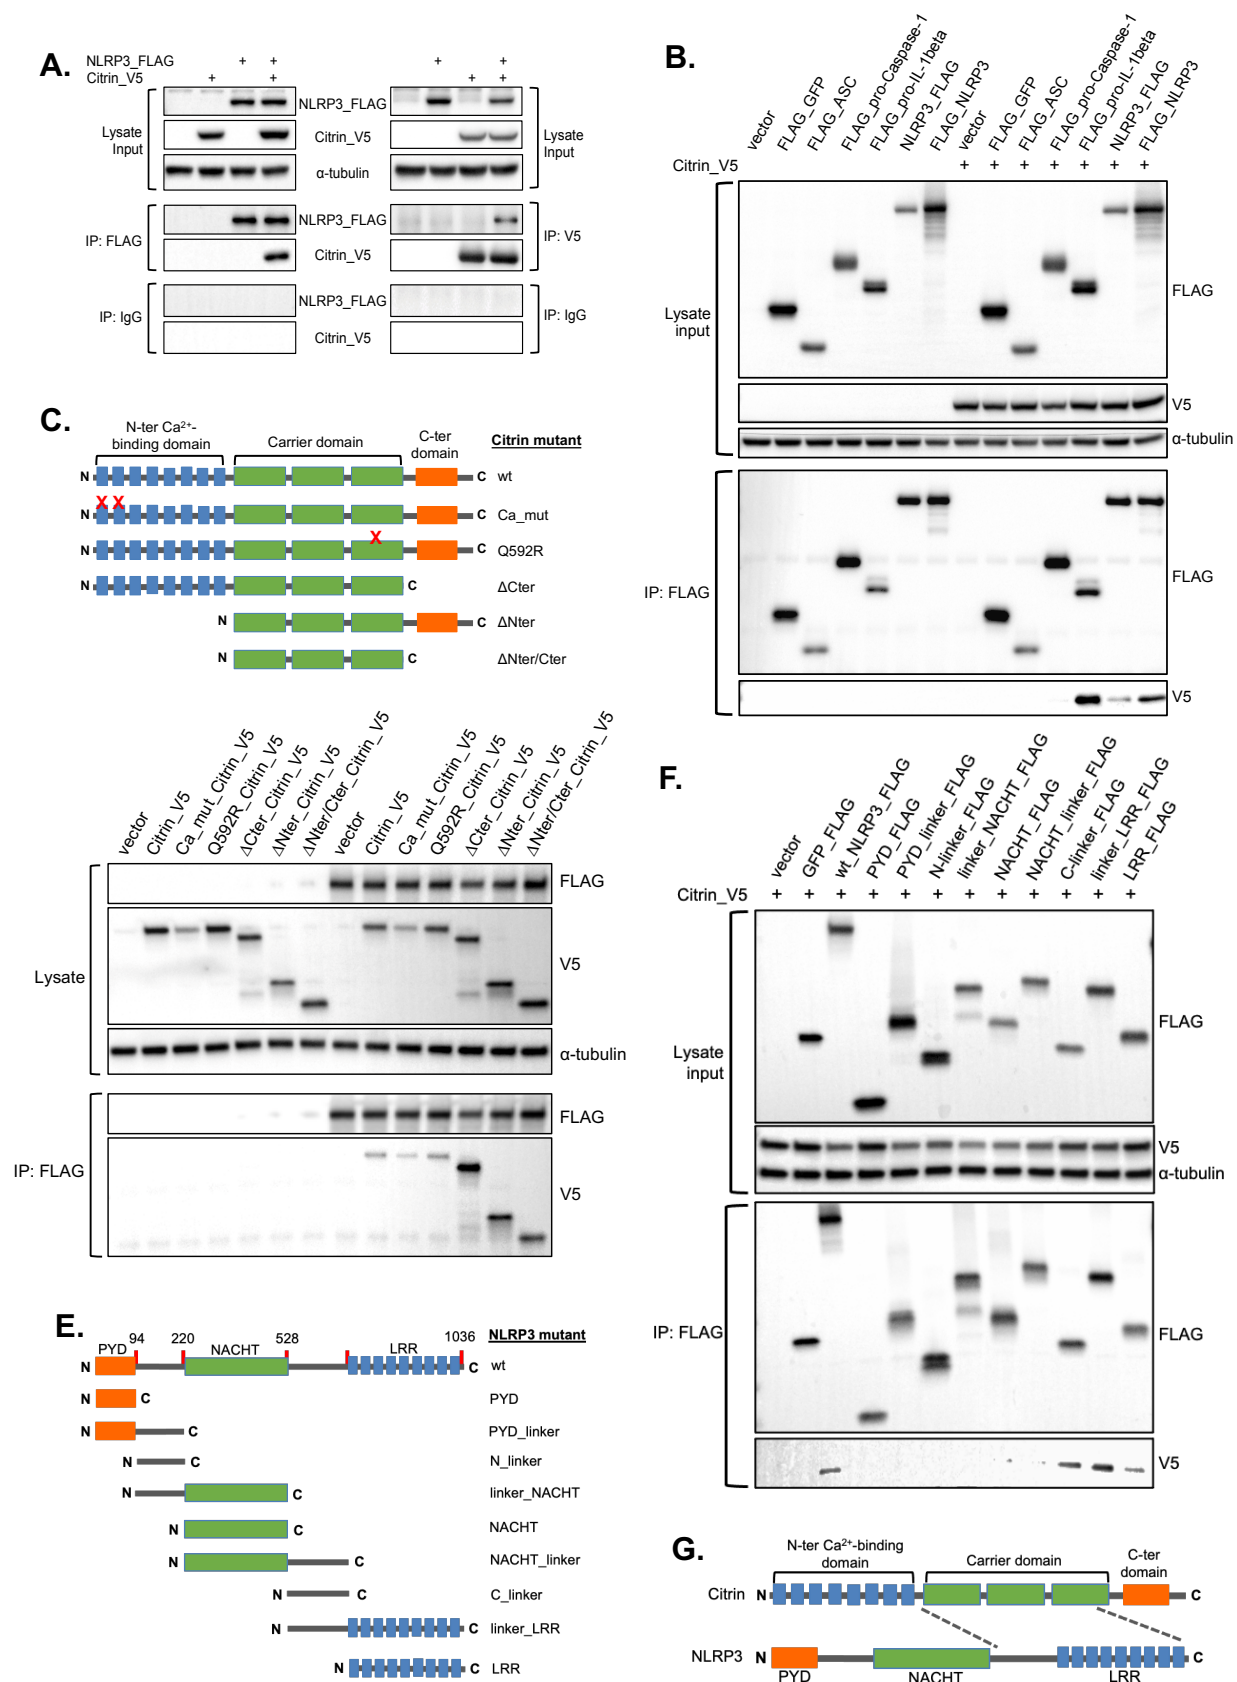 A.
NLRP3_FLAG + +
Citrin_V5 + +
NLRP3_FLAG
Citrin_V5
α-tubulin
Lysate
Input
NLRP3_FLAG
Citrin_V5
IP: FLAG
NLRP3_FLAG
Citrin_V5
IP: IgG
+ +
+ +
Lysate
Input
IP: V5
IP: IgG
B.
vector
FLAG_GFP
FLAG_ASC
FLAG_pro-Caspase-1
FLAG_pro-IL-1beta
NLRP3_FLAG
FLAG_NLRP3
vector
FLAG_GFP
FLAG_ASC
FLAG_pro-Caspase-1
FLAG_pro-IL-1beta
NLRP3_FLAG
FLAG_NLRP3
Citrin_V5 + + + + + + +
Lysate
input
FLAG
V5
α-tubulin
IP: FLAG
FLAG
V5
C.
N-ter Ca2+-
binding domain
Carrier domain
C-ter
domain
Citrin mutant
N C wt
X X
N C Ca_mut
X
N C Q592R
N C ΔCter
N C ΔNter
N C ΔNter/Cter
vector
Citrin_V5
Ca_mut_Citrin_V5
Q592R_Citrin_V5
ΔCter_Citrin_V5
ΔNter_Citrin_V5
ΔNter/Cter_Citrin_V5
vector
Citrin_V5
Ca_mut_Citrin_V5
Q592R_Citrin_V5
ΔCter_Citrin_V5
ΔNter_Citrin_V5
ΔNter/Cter_Citrin_V5
Lysate
FLAG
V5
α-tubulin
IP: FLAG
FLAG
V5
E.
94 220 528 1036
PYD NACHT LRR
NLRP3 mutant
N C wt
N C PYD
N C PYD_linker
N C N_linker
N C linker_NACHT
N C NACHT
N C NACHT_linker
N C C_linker
N C linker_LRR
N C LRR
F.
vector
GFP_FLAG
wt_NLRP3_FLAG
PYD_FLAG
PYD_linker_FLAG
N-linker_FLAG
linker_NACHT_FLAG
NACHT_FLAG
NACHT_linker_FLAG
C-linker_FLAG
linker_LRR_FLAG
LRR_FLAG
Citrin_V5 + + + + + + + + + + + +
Lysate
input
FLAG
V5
α-tubulin
IP: FLAG
FLAG
V5
G.
N-ter Ca2+-binding
domain
Carrier domain
C-ter
domain
Citrin N C
NLRP3 N C
PYD NACHT LRR